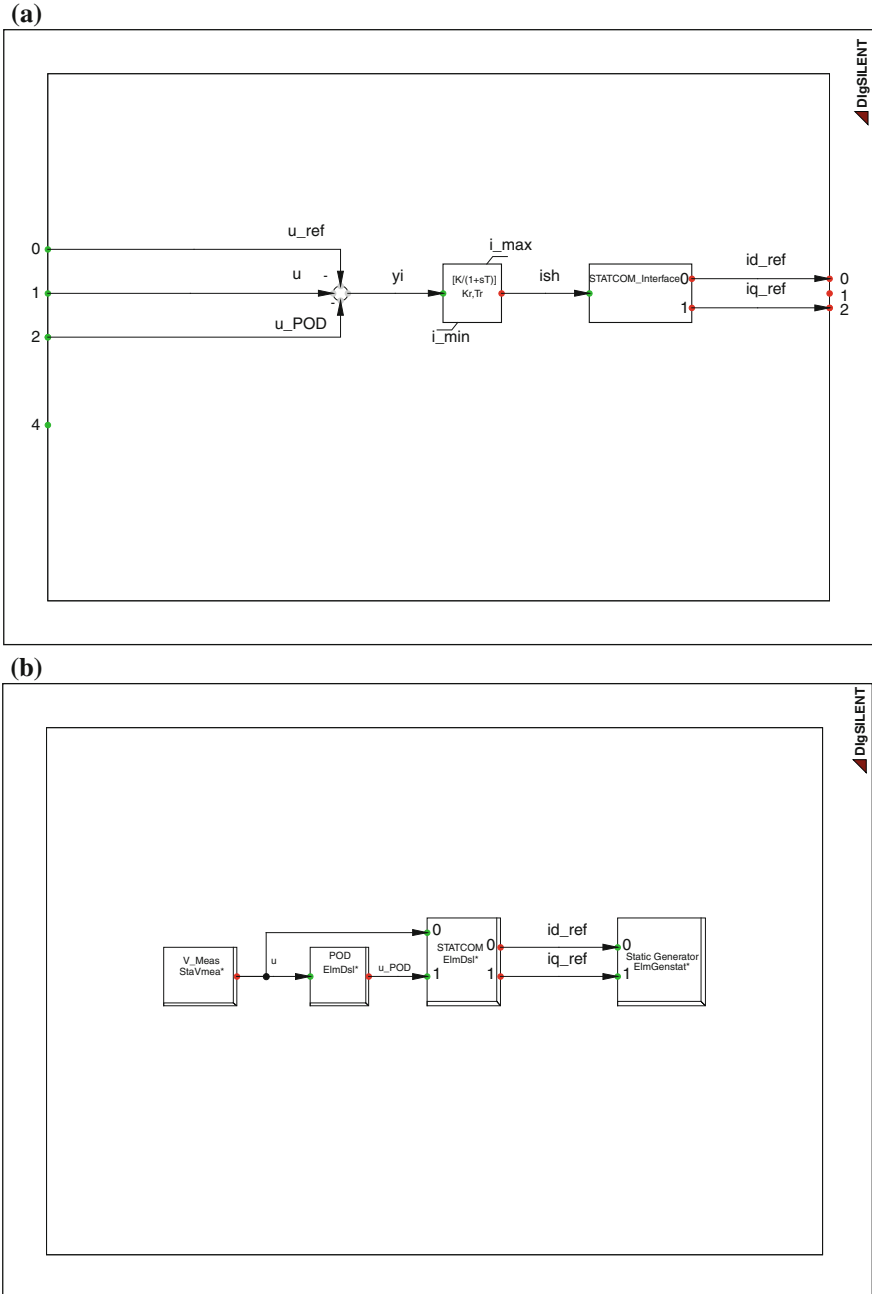 (a)
DIgSILENT
u_ref
0
-
u
1
-
u_POD
2
4
yi
i_max
[K/(1+sT)]
Kr,Tr
i_min
ish
STATCOM_Interface
0
1
id_ref
iq_ref
0
1
2
(b)
DIgSILENT
V_Meas
StaVmea*
u
POD
ElmDsl*
u_POD
0
1
STATCOM
ElmDsl*
0
1
id_ref
iq_ref
0
1
Static Generator
ElmGenstat*